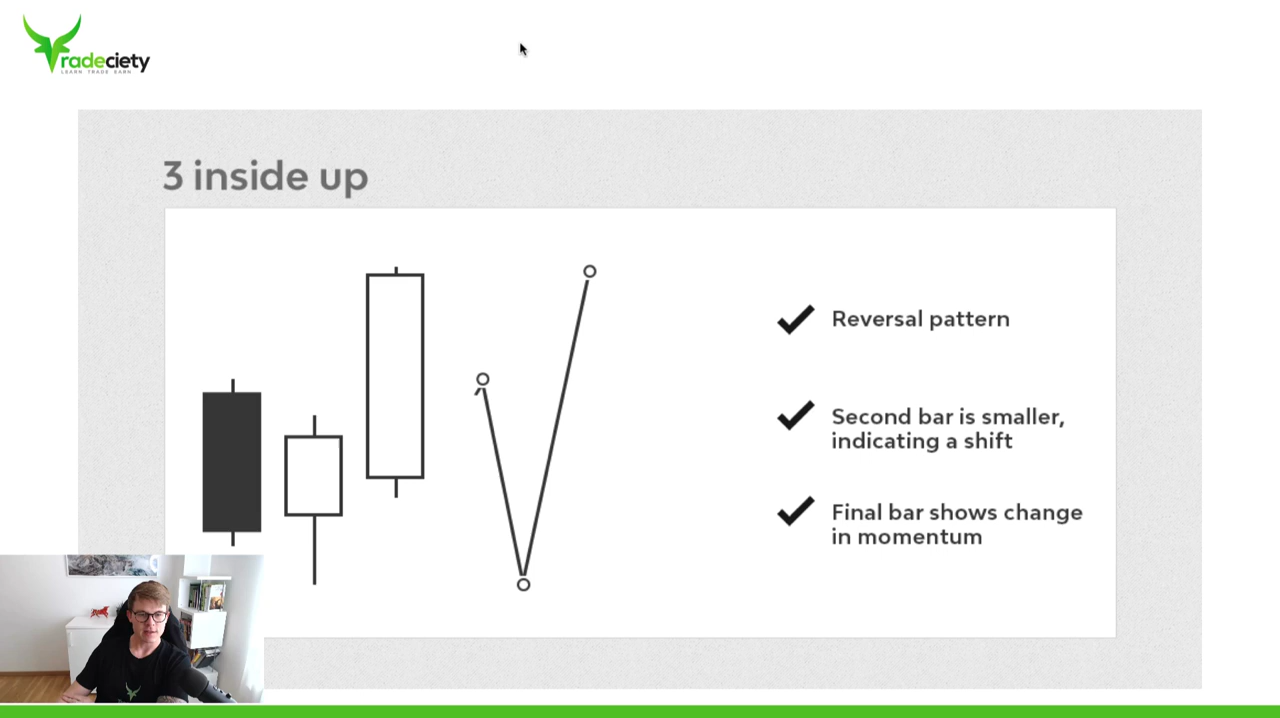 Tradeciety
LEARN TRADE EARN
3 inside up
Reversal pattern
Second bar is smaller,
indicating a shift
Final bar shows change
in momentum